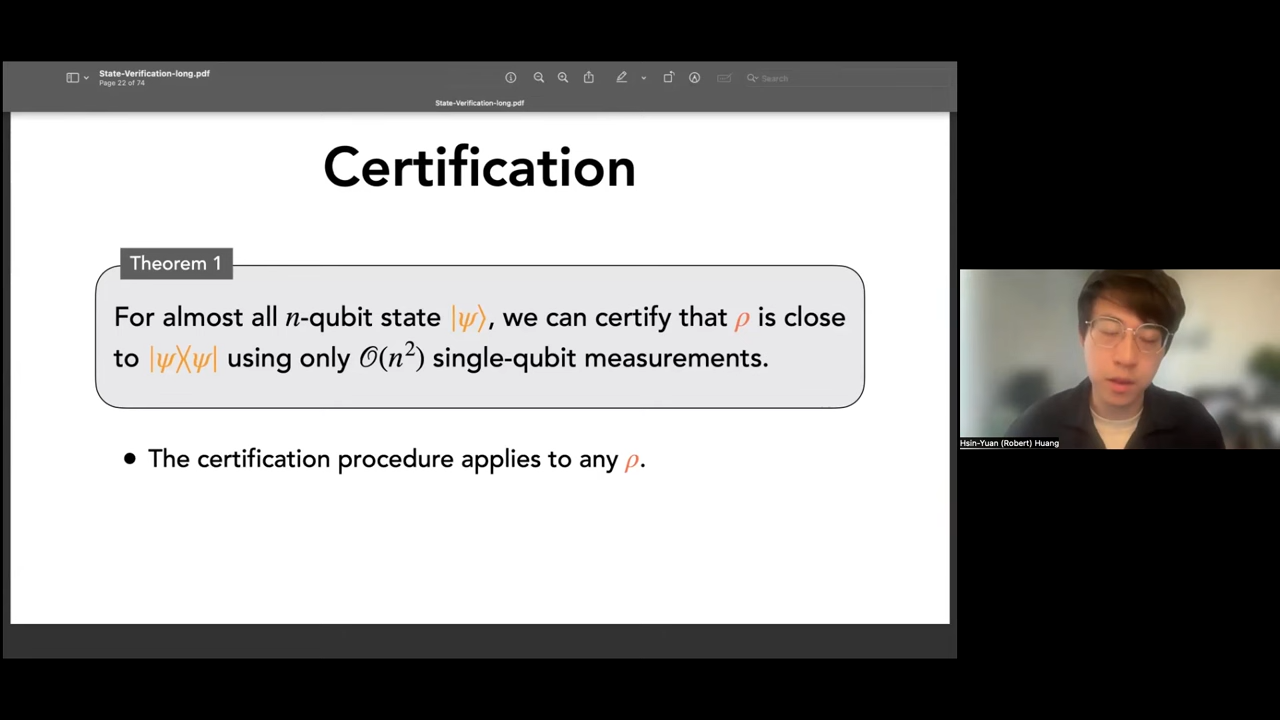 State-Verification-long.pdf
Page 22 of 74
Search
State-Verification-long.pdf
Certification
Theorem 1
For almost all n-qubit state |ψ⟩, we can certify that ρ is close
to |ψ⟩⟨ψ| using only 𝒪(n²) single-qubit measurements.
• The certification procedure applies to any ρ.
Hsin-Yuan (Robert) Huang